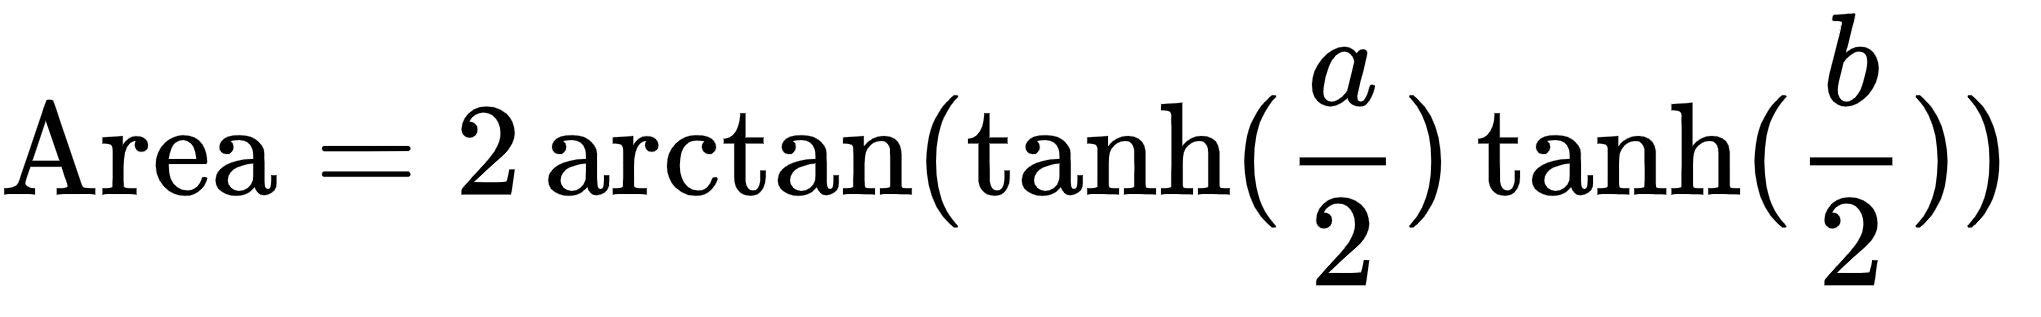 Area = 2 arctan(tanh(a/2) tanh(b/2))